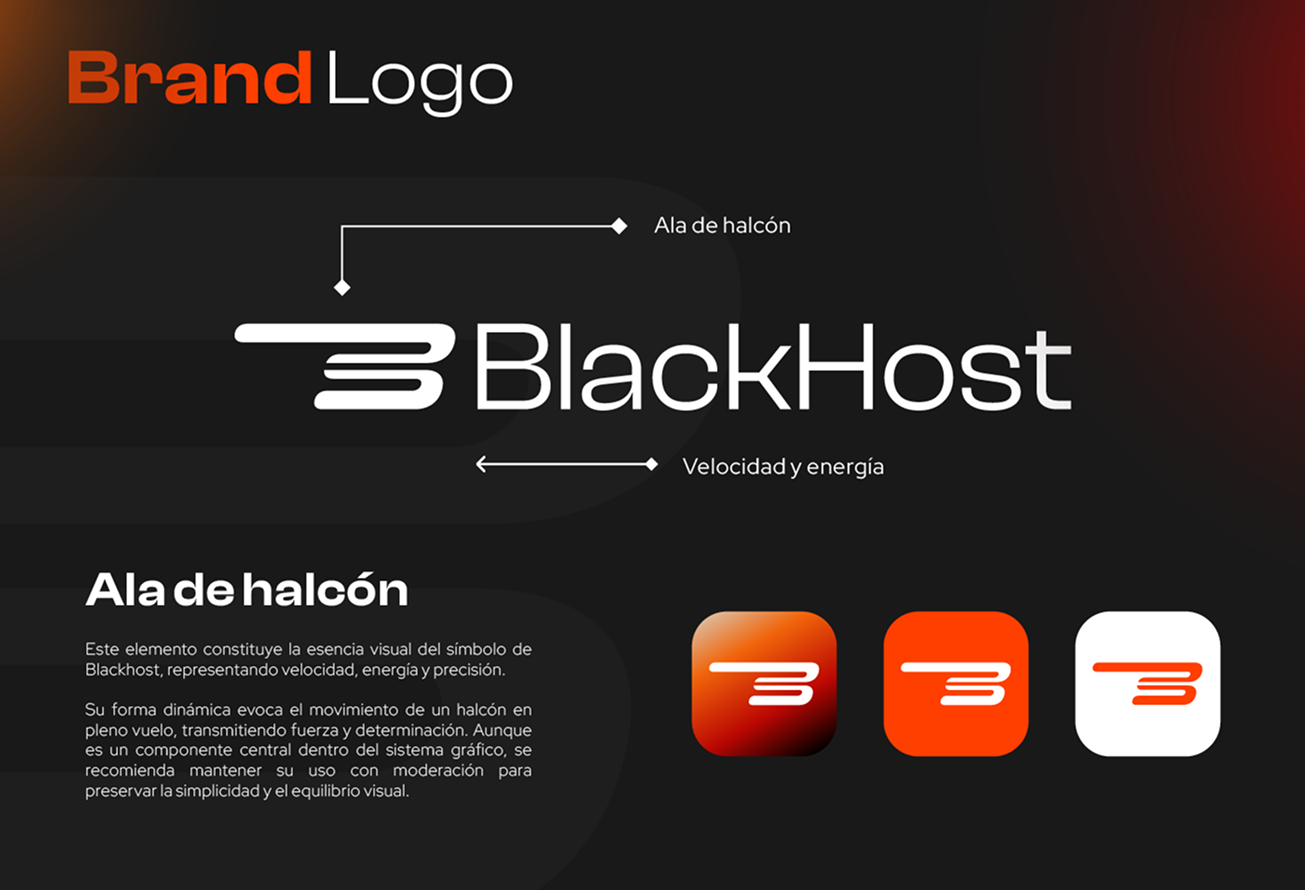 Brand Logo
Ala de halcón
BlackHost
Velocidad y energía
Ala de halcón
Este elemento constituye la esencia visual del símbolo de
Blackhost, representando velocidad, energía y precisión.
Su forma dinámica evoca el movimiento de un halcón en
pleno vuelo, transmitiendo fuerza y determinación. Aunque
es un componente central dentro del sistema gráfico, se
recomienda mantener su uso con moderación para
preservar la simplicidad y el equilibrio visual.